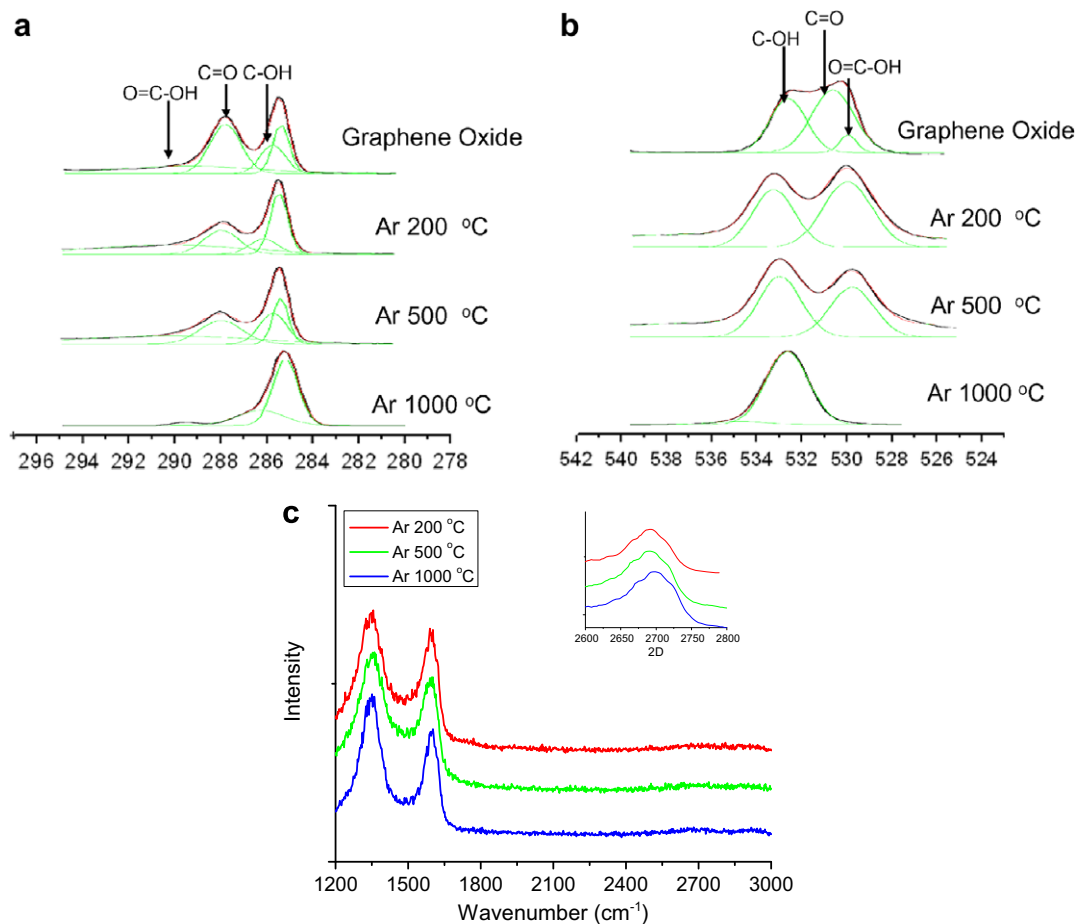 a
O=C-OH
C=O
C-OH
Graphene Oxide
Ar 200 °C
Ar 500 °C
Ar 1000 °C
296 294 292 290 288 286 284 282 280 278
b
C-OH
C=O
O=C-OH
Graphene Oxide
Ar 200 °C
Ar 500 °C
Ar 1000 °C
542 540 538 536 534 532 530 528 526 524
c
Ar 200 °C
Ar 500 °C
Ar 1000 °C
2600 2650 2700 2750 2800
2D
Intensity
1200 1500 1800 2100 2400 2700 3000
Wavenumber (cm⁻¹)